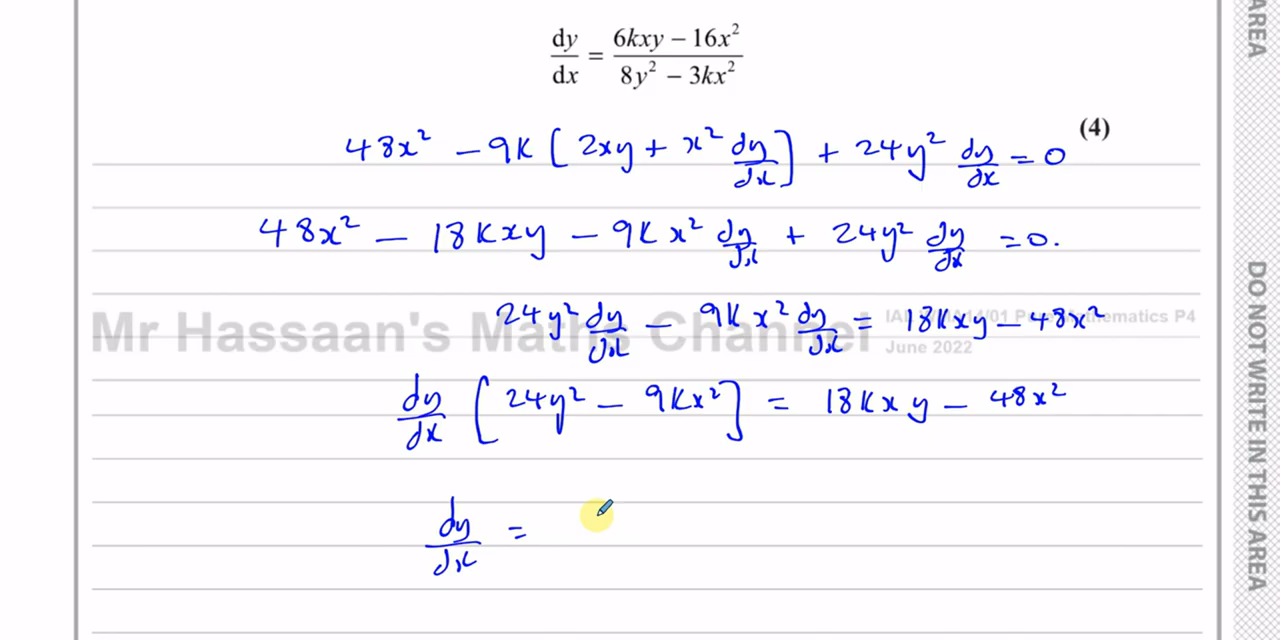 dy/dx = (6kxy − 16x²)/(8y² − 3kx²)
(4)
48x² − 9k[2xy + x² dy/dx] + 24y² dy/dx = 0
48x² − 18kxy − 9kx² dy/dx + 24y² dy/dx = 0.
24y² dy/dx − 9kx² dy/dx = 18kxy − 48x²
Mr Hassaan's Maths Channel
P4
June 2022
dy/dx [24y² − 9kx²] = 18kxy − 48x²
dy/dx =
AREA
DO NOT WRITE IN THIS AREA
AREA